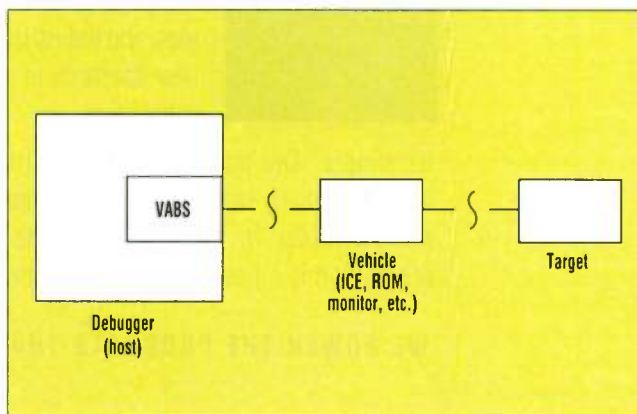 VABS
Debugger
(host)
Vehicle
(ICE, ROM,
monitor, etc.)
Target